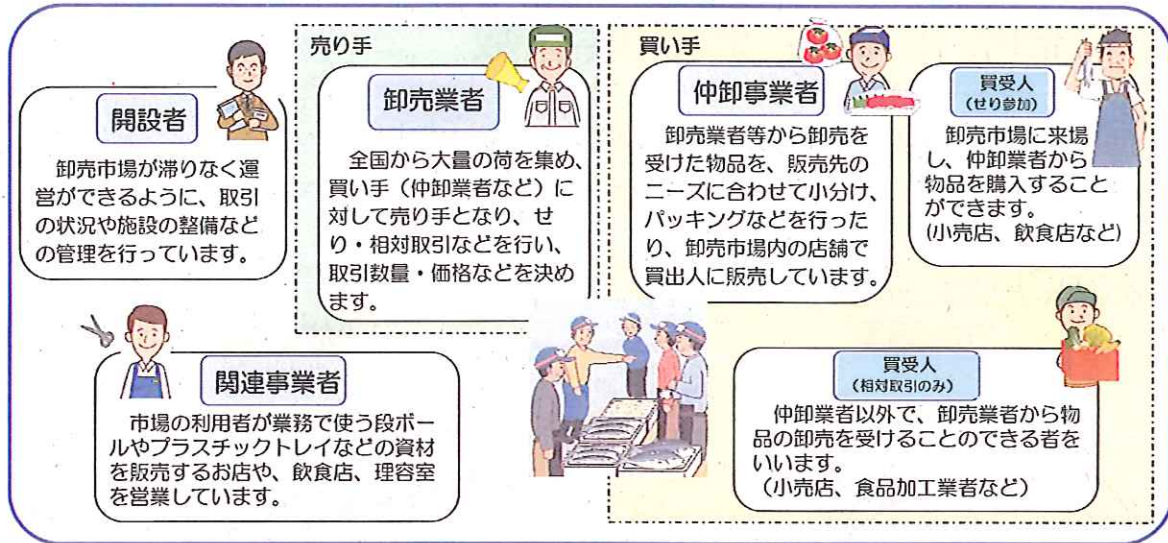 開設者
卸売市場が滞りなく運
営ができるように、取引
の状況や施設の整備など
の管理を行っています。
売り手
卸売業者
全国から大量の荷を集め、
買い手（仲卸業者など）に
対して売り手となり、せ
り・相対取引などを行い、
取引数量・価格などを決め
ます。
買い手
仲卸事業者
卸売業者等から卸売を
受けた物品を、販売先の
ニーズに合わせて小分け、
パッキングなどを行った
り、卸売市場内の店舗で
買出人に販売しています。
買受人
(せり参加)
卸売市場に来場
し、仲卸業者から
物品を購入すること
ができます。
(小売店、飲食店など)
関連事業者
市場の利用者が業務で使う段ボー
ルやプラスチックトレイなどの資材
を販売するお店や、飲食店、理容室
を営業しています。
買受人
(相対取引のみ)
仲卸業者以外で、卸売業者から物
品の卸売を受けることのできる者を
いいます。
（小売店、食品加工業者など）